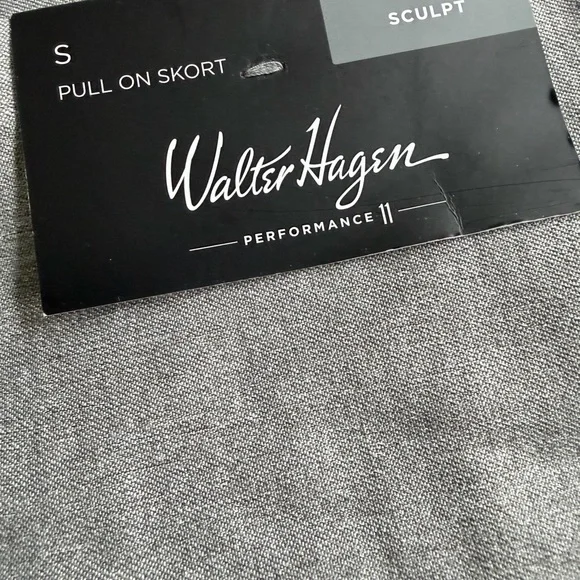 SCULPT
S
PULL ON SKORT
Walter Hagen
PERFORMANCE 11